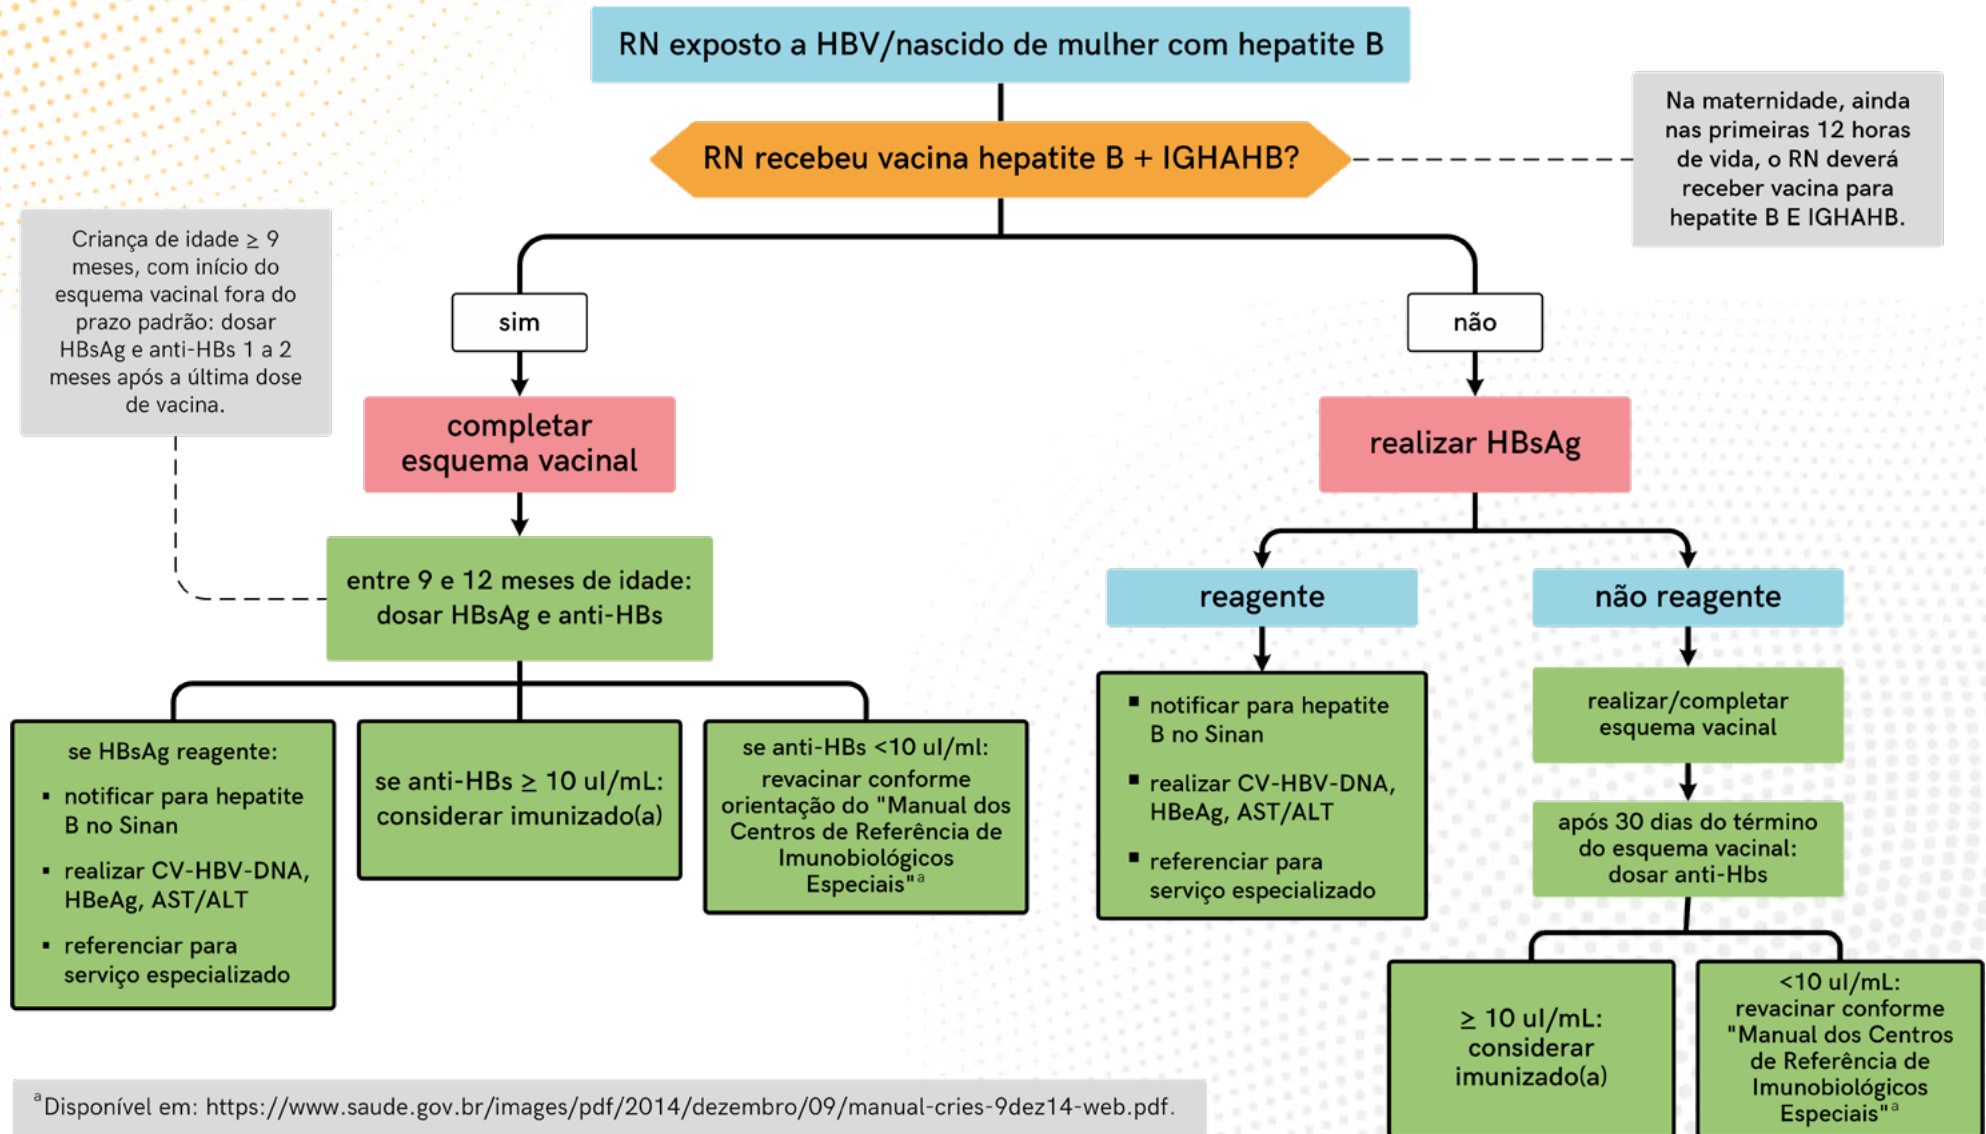 RN exposto a HBV/nascido de mulher com hepatite B
RN recebeu vacina hepatite B + IGHAHB?
Na maternidade, ainda
nas primeiras 12 horas
de vida, o RN deverá
receber vacina para
hepatite B E IGHAHB.
Criança de idade ≥ 9
meses, com início do
esquema vacinal fora do
prazo padrão: dosar
HBsAg e anti-HBs 1 a 2
meses após a última dose
de vacina.
sim
não
completar
esquema vacinal
realizar HBsAg
entre 9 e 12 meses de idade:
dosar HBsAg e anti-HBs
reagente
não reagente
se HBsAg reagente:
▪ notificar para hepatite
B no Sinan
▪ realizar CV-HBV-DNA,
HBeAg, AST/ALT
▪ referenciar para
serviço especializado
se anti-HBs ≥ 10 uI/mL:
considerar imunizado(a)
se anti-HBs <10 uI/ml:
revacinar conforme
orientação do "Manual dos
Centros de Referência de
Imunobiológicos
Especiais"ª
▪ notificar para hepatite
B no Sinan
▪ realizar CV-HBV-DNA,
HBeAg, AST/ALT
▪ referenciar para
serviço especializado
realizar/completar
esquema vacinal
após 30 dias do término
do esquema vacinal:
dosar anti-Hbs
≥ 10 uI/mL:
considerar
imunizado(a)
<10 uI/mL:
revacinar conforme
"Manual dos Centros
de Referência de
Imunobiológicos
Especiais"ª
ªDisponível em: https://www.saude.gov.br/images/pdf/2014/dezembro/09/manual-cries-9dez14-web.pdf.